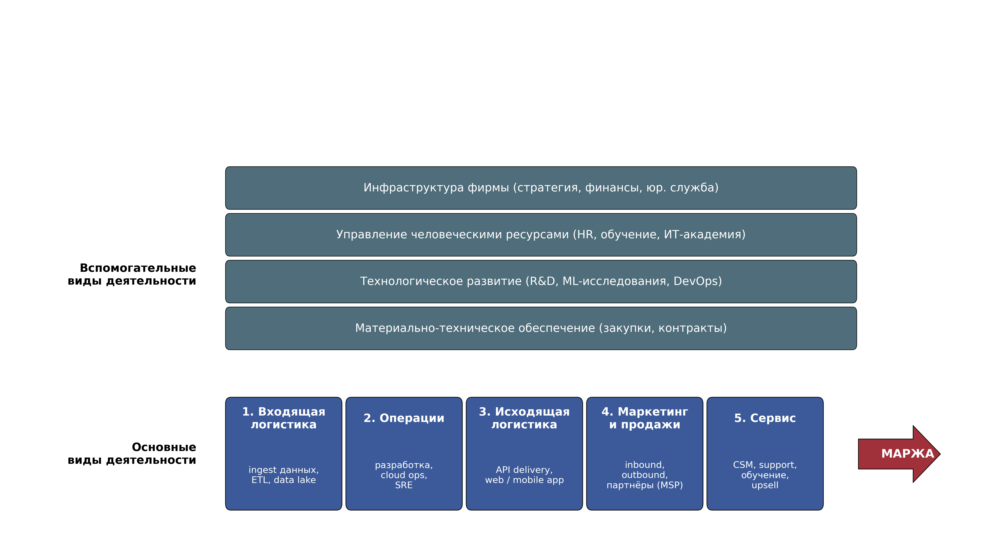 Инфраструктура фирмы (стратегия, финансы, юр. служба)
Управление человеческими ресурсами (HR, обучение, ИТ-академия)
Вспомогательные
виды деятельности
Технологическое развитие (R&D, ML-исследования, DevOps)
Материально-техническое обеспечение (закупки, контракты)
Основные
виды деятельности
1. Входящая
логистика
ingest данных,
ETL, data lake
2. Операции
разработка,
cloud ops,
SRE
3. Исходящая
логистика
API delivery,
web / mobile app
4. Маркетинг
и продажи
inbound,
outbound,
партнёры (MSP)
5. Сервис
CSM, support,
обучение,
upsell
МАРЖА